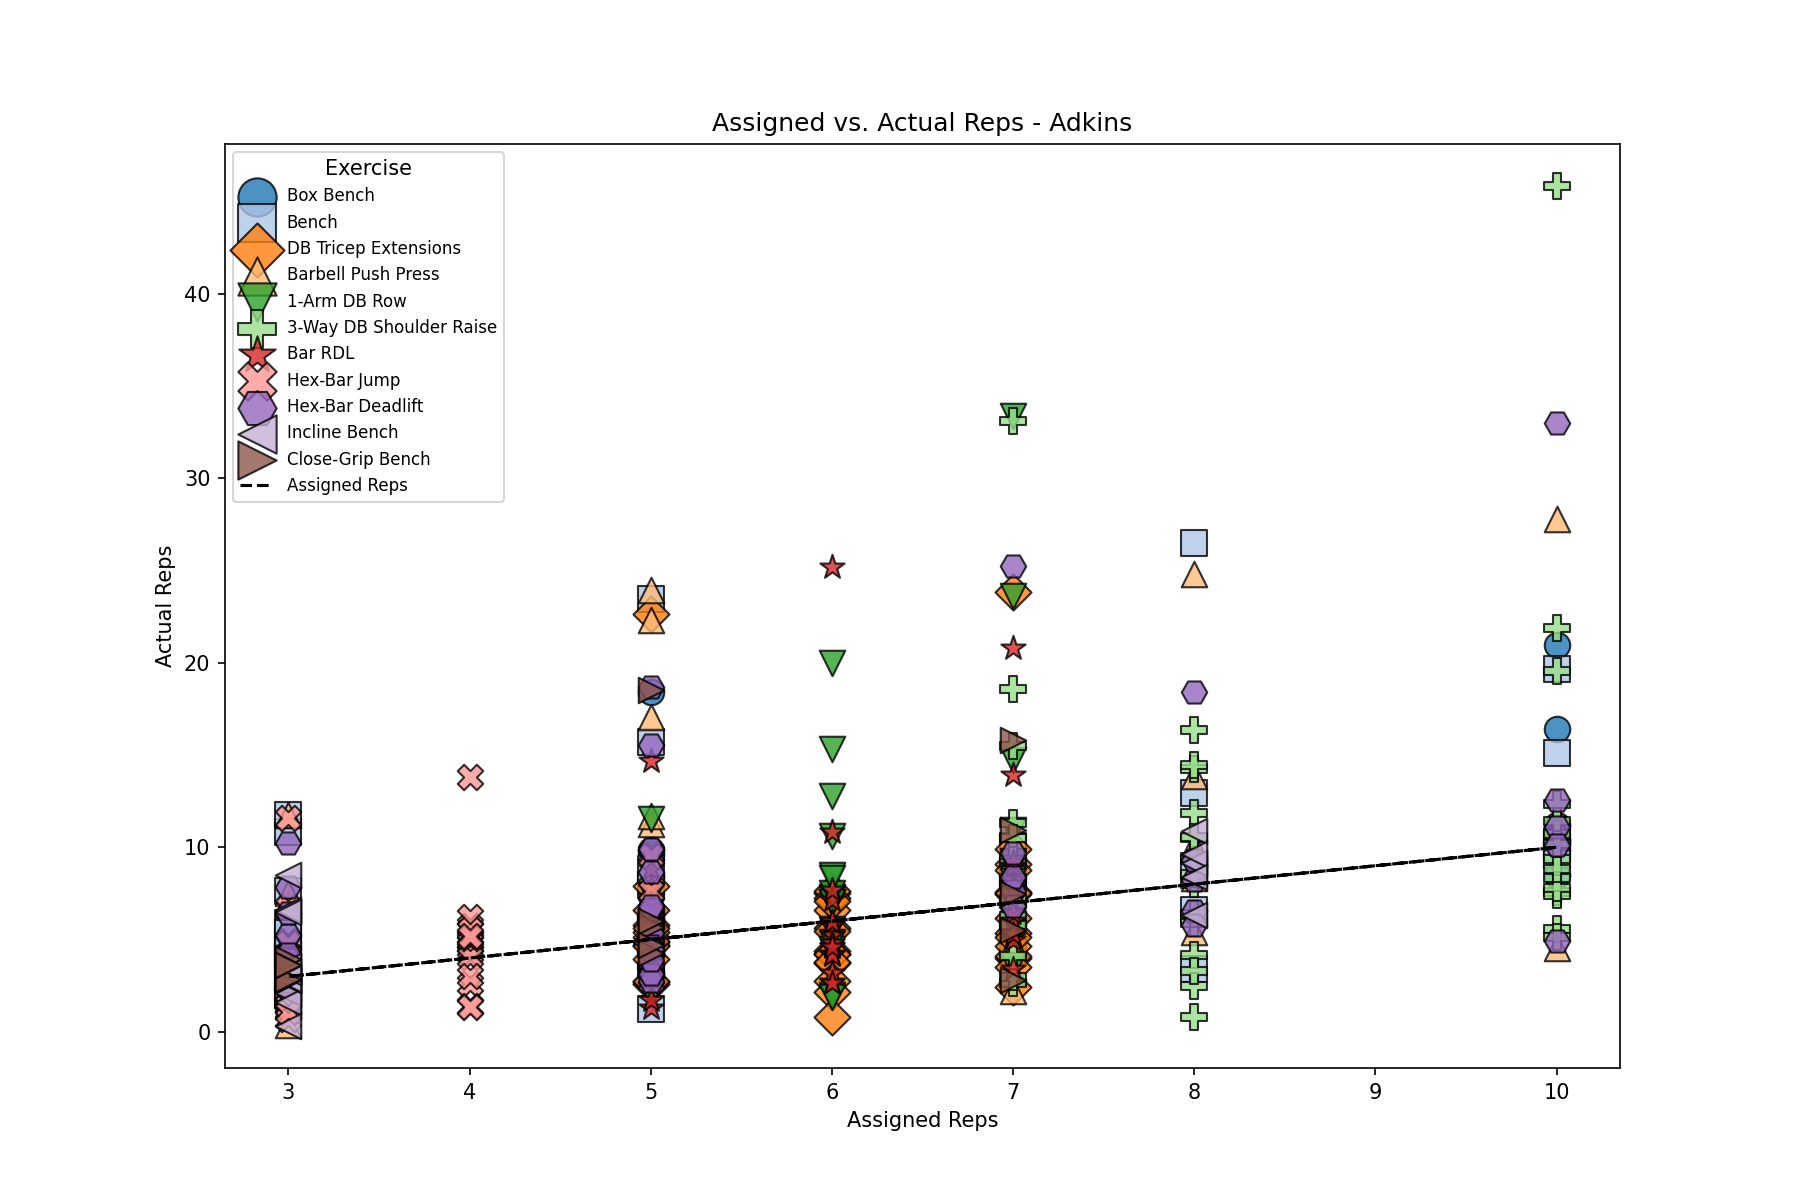 Assigned vs. Actual Reps - Adkins
Exercise
Box Bench
Bench
DB Tricep Extensions
Barbell Push Press
1-Arm DB Row
3-Way DB Shoulder Raise
Bar RDL
Hex-Bar Jump
Hex-Bar Deadlift
Incline Bench
Close-Grip Bench
Assigned Reps
Actual Reps
40
30
20
10
0
3 4 5 6 7 8 9 10
Assigned Reps